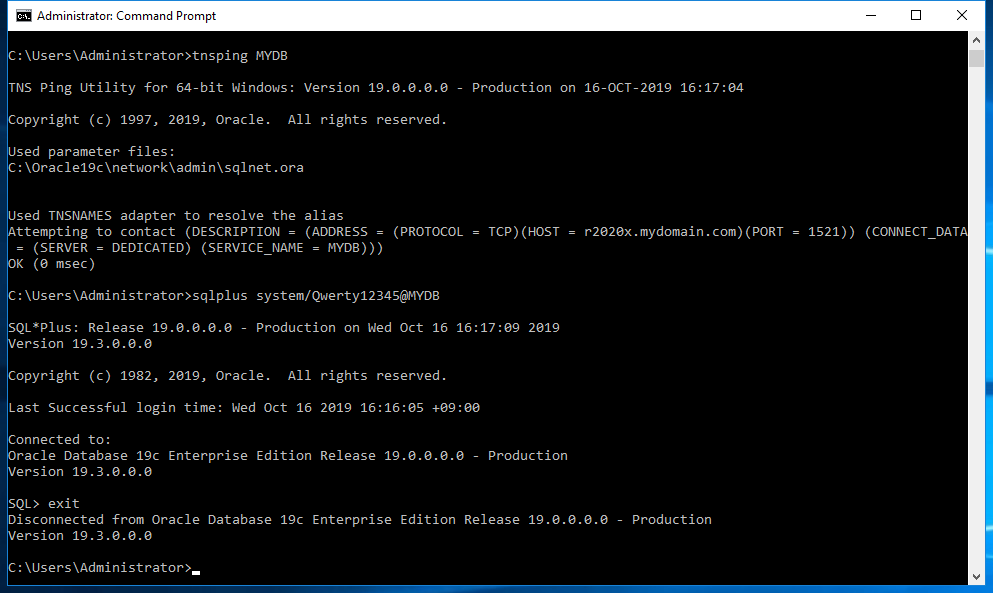 Administrator: Command Prompt
C:\Users\Administrator>tnsping MYDB
TNS Ping Utility for 64-bit Windows: Version 19.0.0.0.0 - Production on 16-OCT-2019 16:17:04
Copyright (c) 1997, 2019, Oracle.  All rights reserved.
Used parameter files:
C:\Oracle19c\network\admin\sqlnet.ora
Used TNSNAMES adapter to resolve the alias
Attempting to contact (DESCRIPTION = (ADDRESS = (PROTOCOL = TCP)(HOST = r2020x.mydomain.com)(PORT = 1521)) (CONNECT_DATA
 = (SERVER = DEDICATED) (SERVICE_NAME = MYDB)))
OK (0 msec)
C:\Users\Administrator>sqlplus system/Qwerty12345@MYDB
SQL*Plus: Release 19.0.0.0.0 - Production on Wed Oct 16 16:17:09 2019
Version 19.3.0.0.0
Copyright (c) 1982, 2019, Oracle.  All rights reserved.
Last Successful login time: Wed Oct 16 2019 16:16:05 +09:00
Connected to:
Oracle Database 19c Enterprise Edition Release 19.0.0.0.0 - Production
Version 19.3.0.0.0
SQL> exit
Disconnected from Oracle Database 19c Enterprise Edition Release 19.0.0.0.0 - Production
Version 19.3.0.0.0
C:\Users\Administrator>